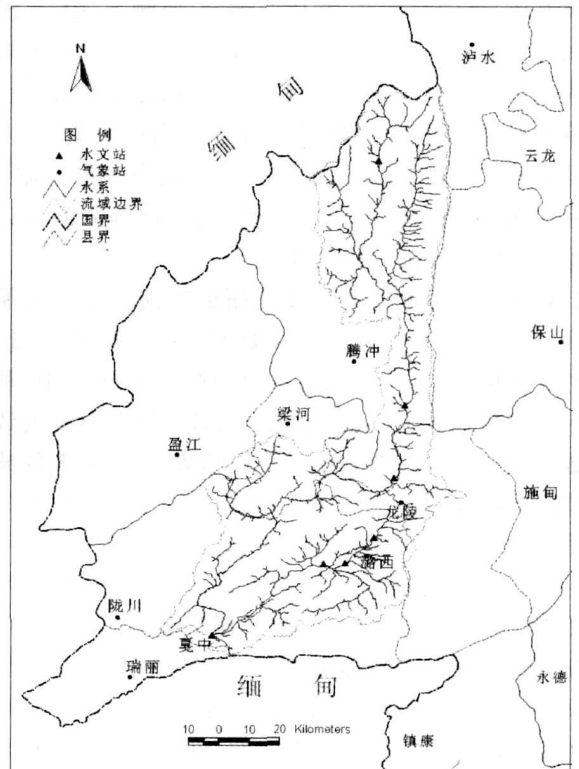 N
泸水
缅甸
云龙
图 例
水文站
气象站
水系
流域边界
国界
县界
保山
腾冲
梁河
盈江
施甸
龙陵
潞西
陇川
戛中
瑞丽
缅 甸
永德
镇康
10 0 10 20 Kilometers